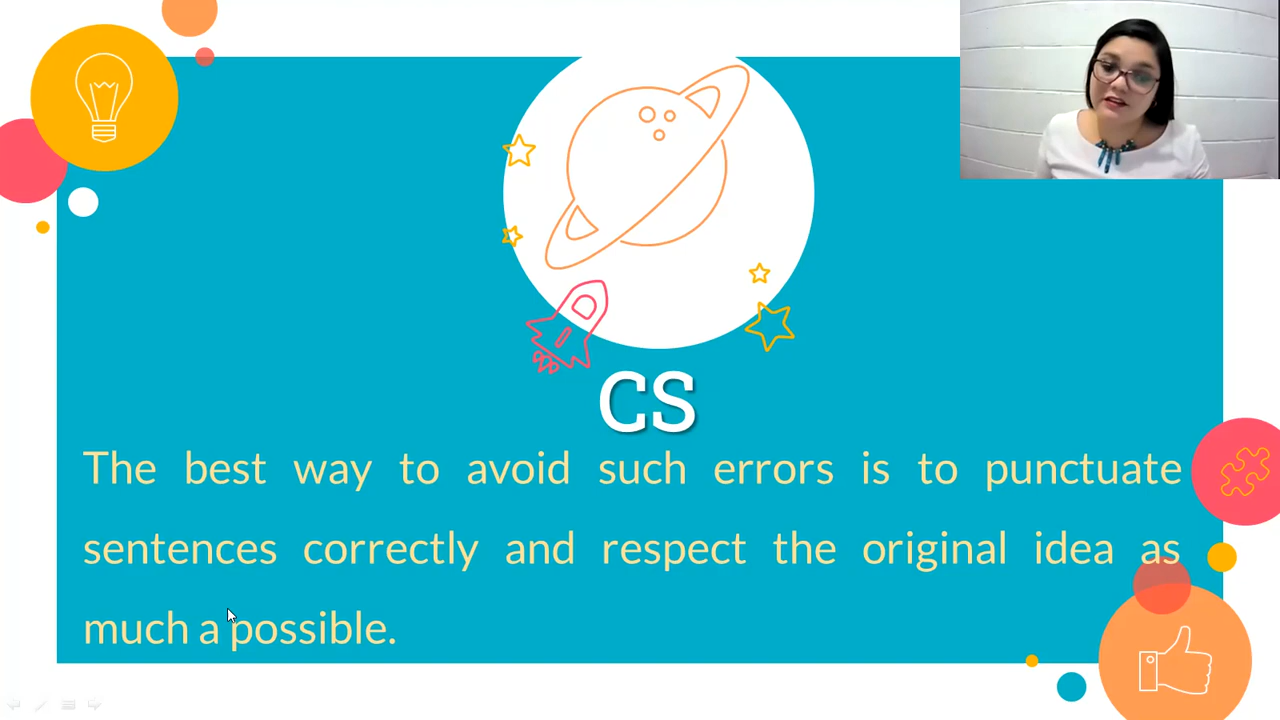 CS
The best way to avoid such errors is to punctuate
sentences correctly and respect the original idea as
much a possible.